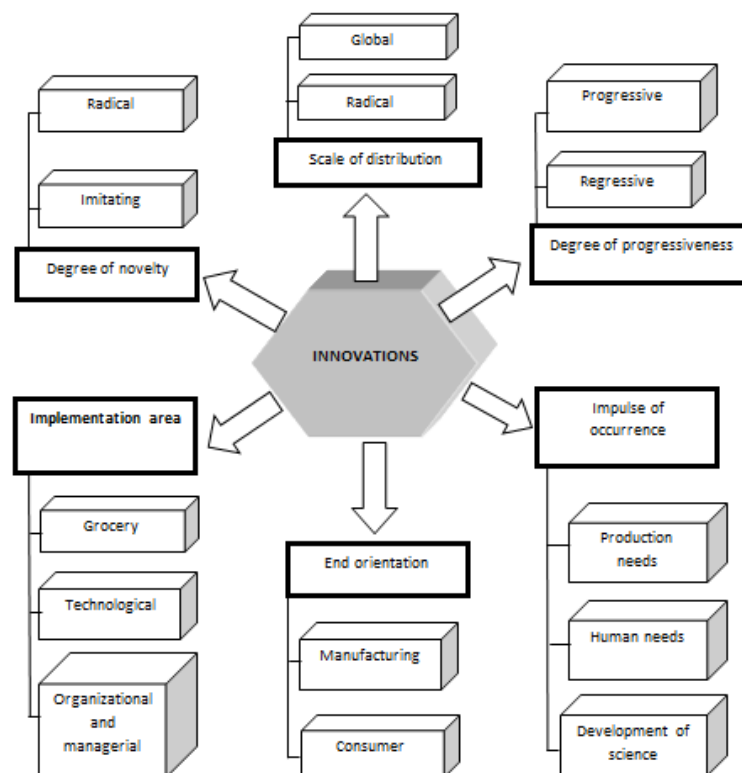 Global
Radical
Scale of distribution
Radical
Imitating
Degree of novelty
Progressive
Regressive
Degree of progressiveness
INNOVATIONS
Implementation area
Grocery
Technological
Organizational
and
managerial
End orientation
Manufacturing
Consumer
Impulse of
occurrence
Production
needs
Human needs
Development of
science